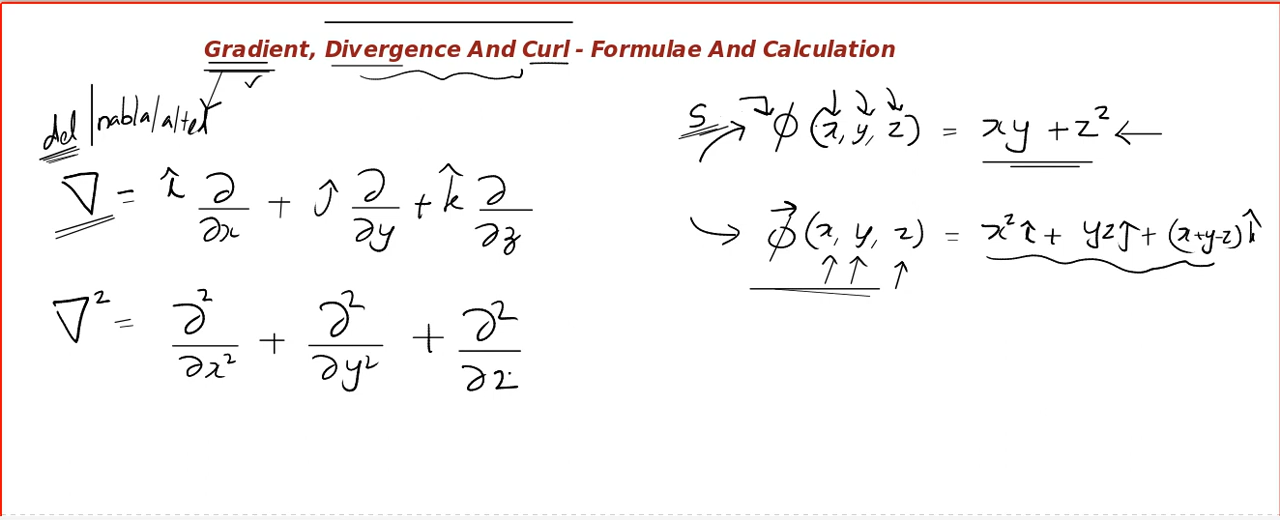 Gradient, Divergence And Curl - Formulae And Calculation
del/nabla/atled
∇ = î ∂/∂x + ĵ ∂/∂y + k̂ ∂/∂z
∇² = ∂²/∂x² + ∂²/∂y² + ∂²/∂z
S → ϕ(x, y, z) = xy + z² ←
→ ϕ⃗(x, y, z) = x²î + yzĵ + (x+y-z)k̂